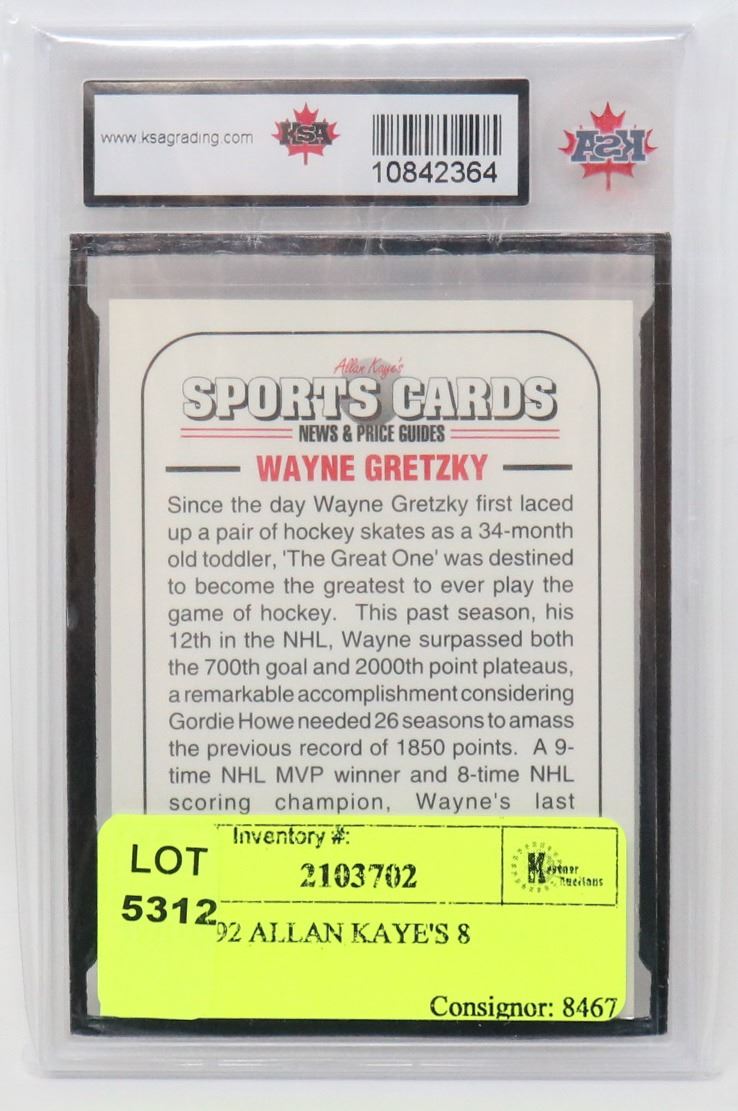 www.ksagrading.com
KSA
10842364
KSA
Allan Kaye's
SPORTS CARDS
NEWS & PRICE GUIDES
WAYNE GRETZKY
Since the day Wayne Gretzky first laced
up a pair of hockey skates as a 34-month
old toddler, 'The Great One' was destined
to become the greatest to ever play the
game of hockey. This past season, his
12th in the NHL, Wayne surpassed both
the 700th goal and 2000th point plateaus,
a remarkable accomplishment considering
Gordie Howe needed 26 seasons to amass
the previous record of 1850 points. A 9-
time NHL MVP winner and 8-time NHL
scoring champion, Wayne's last
LOT
5312
Inventory #:
2103702
Kastner
Auctions
92 ALLAN KAYE'S 8
Consignor: 8467